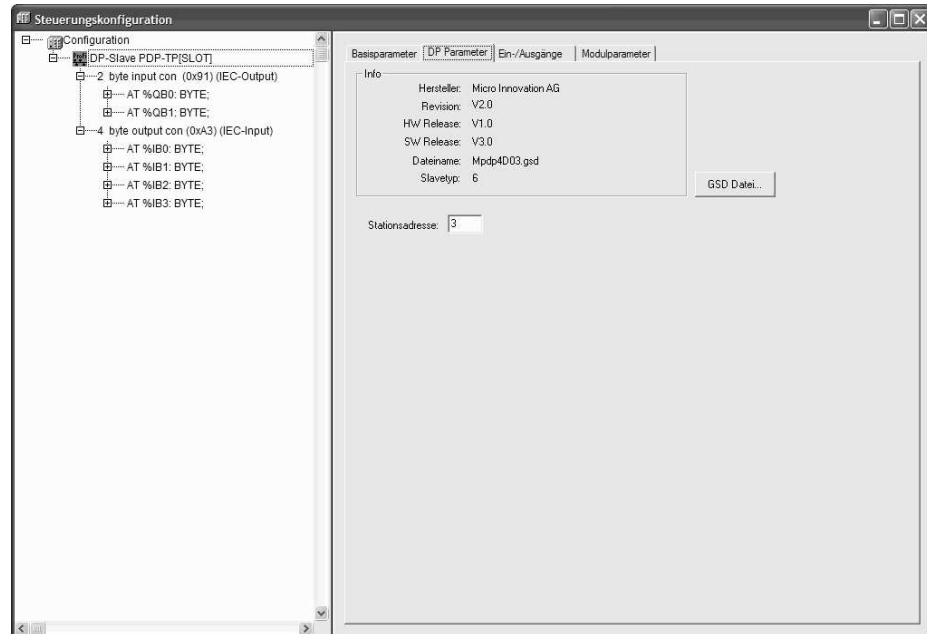 Steuerungskonfiguration
Configuration
DP-Slave PDP-TP[SLOT]
2 byte input con (0x91) (IEC-Output)
AT %QB0: BYTE;
AT %QB1: BYTE;
4 byte output con (0xA3) (IEC-Input)
AT %IB0: BYTE;
AT %IB1: BYTE;
AT %IB2: BYTE;
AT %IB3: BYTE;
Basisparameter DP Parameter Ein-/Ausgänge Modulparameter
Info
Hersteller: Micro Innovation AG
Revision: V2.0
HW Release: V1.0
SW Release: V3.0
Dateiname: Mpdp4D03.gsd
Slavetyp: 6
GSD Datei...
Stationsadresse: 3